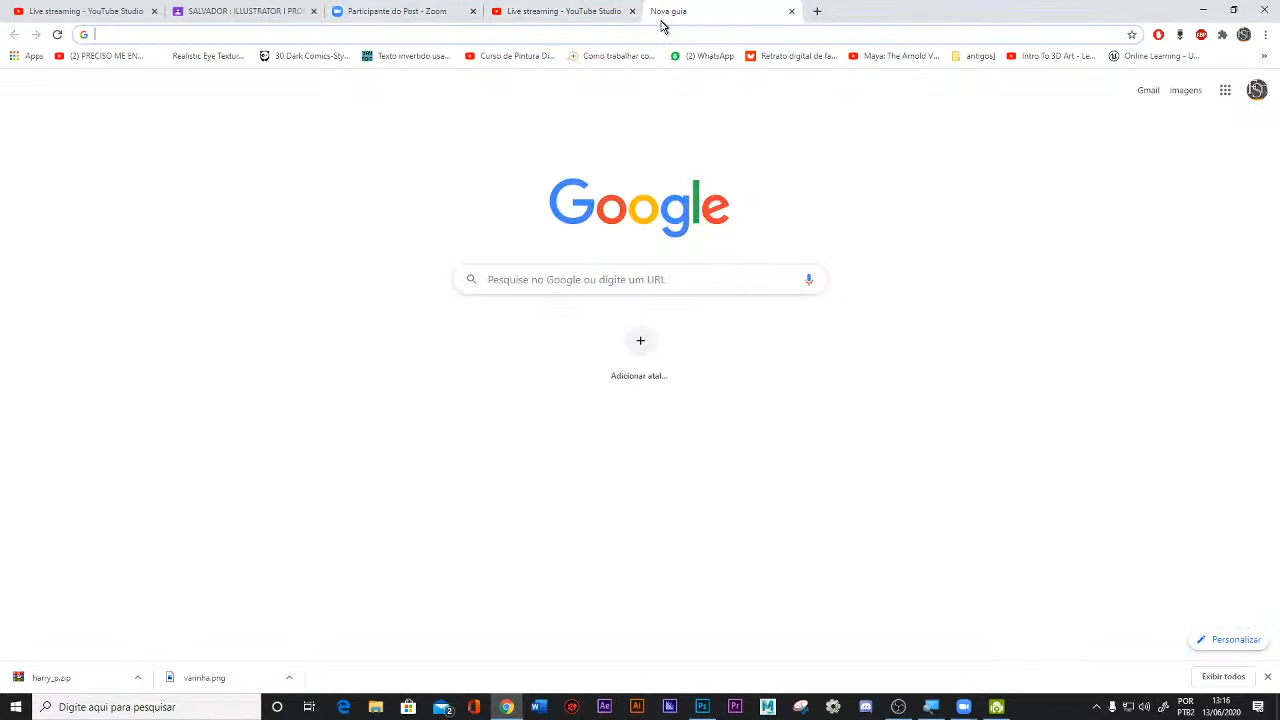 Live streaming - YouTube Studio
SALVADOR : ILLUSTRATOR I PRO
Participante do Post - Zoom
Live streaming - YouTube Studio
Nova guia
Apps
(2) PRECISO ME EN...
Realistic Eye Textur...
30 Dark Comics-Sty...
Texto invertido usa...
Curso de Pintura Di...
Como trabalhar co...
(2) WhatsApp
Retrato digital de fa...
Maya: The Arnold V...
antigos]
Intro To 3D Art - Le...
Online Learning - U...
»
Gmail
Imagens
Google
Pesquise no Google ou digite um URL
Adicionar atal...
Personalizar
harry_p.zip
varinha.png
Exibir todos
Digite aqui para pesquisar
POR
PTB2
13:16
13/06/2020